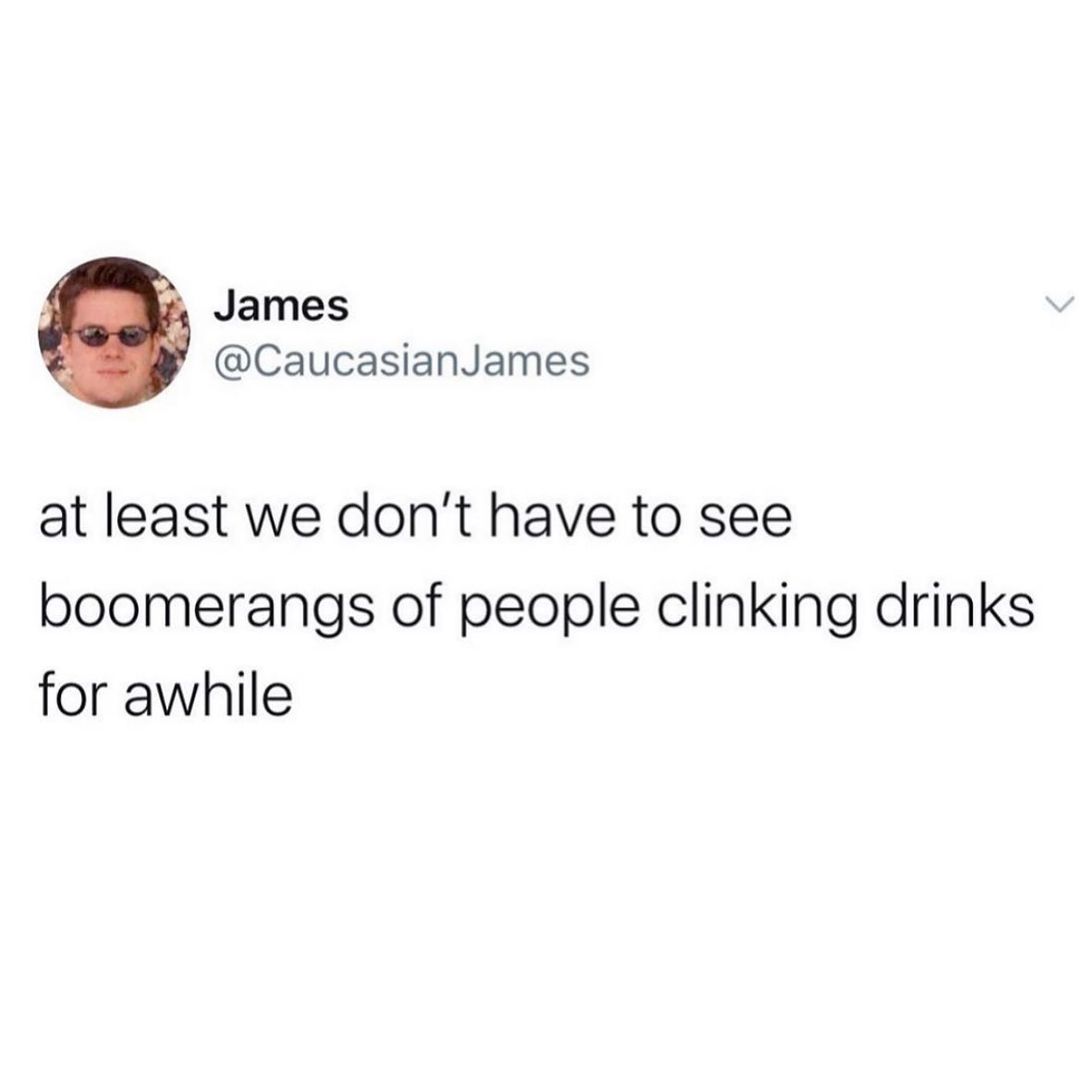 James
@CaucasianJames
at least we don't have to see
boomerangs of people clinking drinks
for awhile